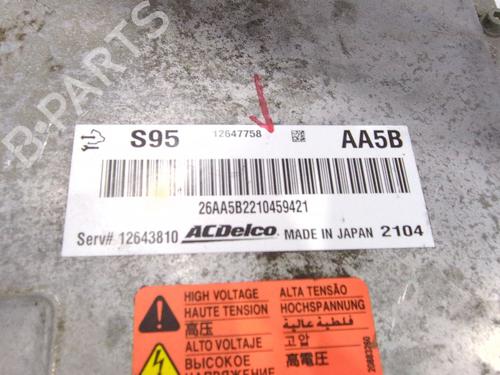 S95 12647758 AA5B
26AA5B2210459421
Serv# 12643810 ACDelco MADE IN JAPAN 2104
HIGH VOLTAGE
HAUTE TENSION
高压
ALTO VOLTAJE
ВЫСОКОЕ
ALTA TENSÃO
HOCHSPANNUNG
فلطية عالية
고압
高電圧
20883260
B-PARTS